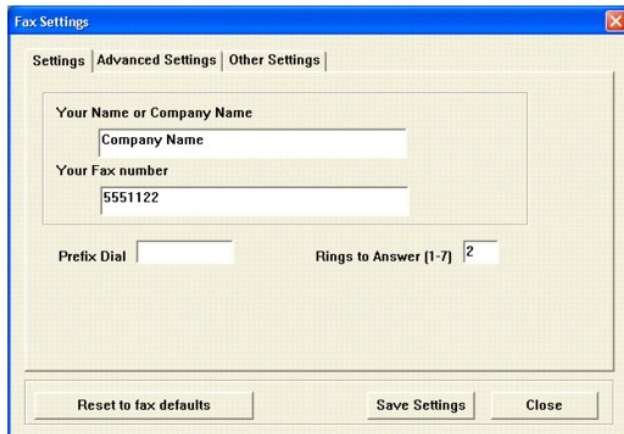 Fax Settings
Settings Advanced Settings Other Settings
Your Name or Company Name
Company Name
Your Fax number
5551122
Prefix Dial Rings to Answer (1-7) 2
Reset to fax defaults Save Settings Close